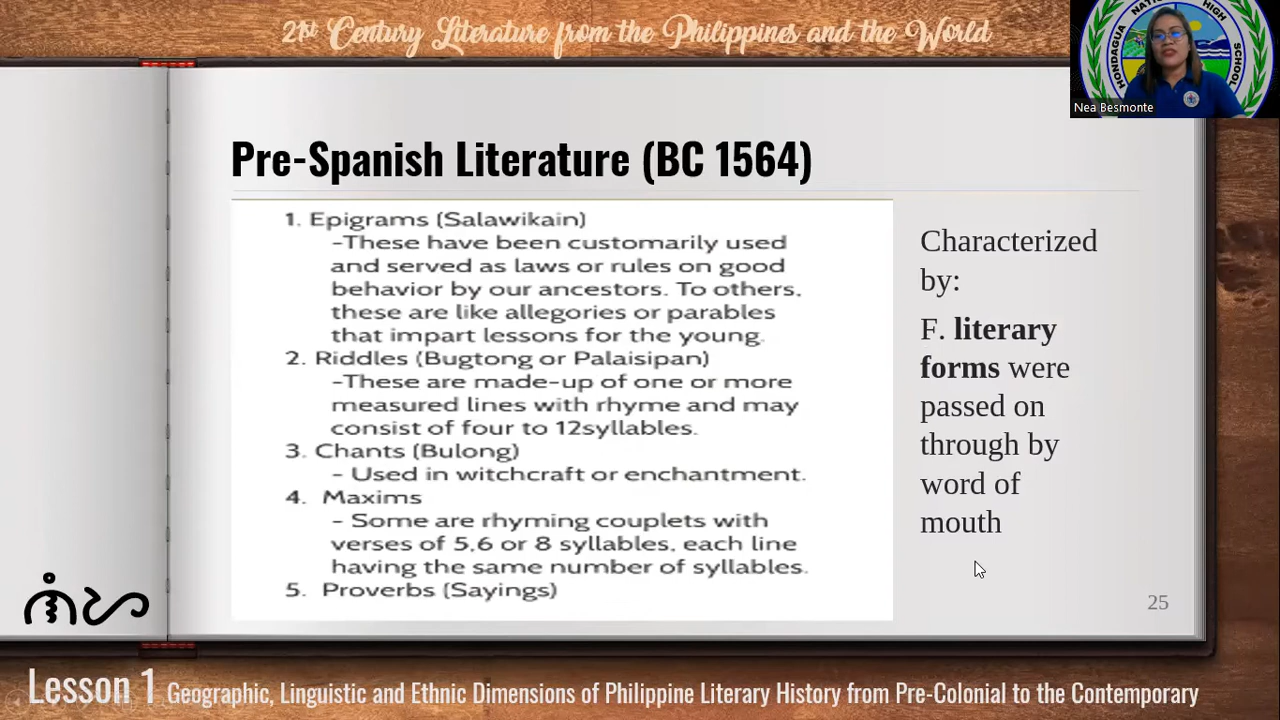 21st Century Literature from the Philippines and the World
HONDAGUA NATIONAL HIGH SCHOOL
Nea Besmonte
Pre-Spanish Literature (BC 1564)
1. Epigrams (Salawikain)
-These have been customarily used
and served as laws or rules on good
behavior by our ancestors. To others,
these are like allegories or parables
that impart lessons for the young.
2. Riddles (Bugtong or Palaisipan)
-These are made-up of one or more
measured lines with rhyme and may
consist of four to 12syllables.
3. Chants (Bulong)
- Used in witchcraft or enchantment.
4. Maxims
- Some are rhyming couplets with
verses of 5,6 or 8 syllables, each line
having the same number of syllables.
5. Proverbs (Sayings)
Characterized
by:
F. literary
forms were
passed on
through by
word of
mouth
25
Lesson 1 Geographic, Linguistic and Ethnic Dimensions of Philippine Literary History from Pre-Colonial to the Contemporary